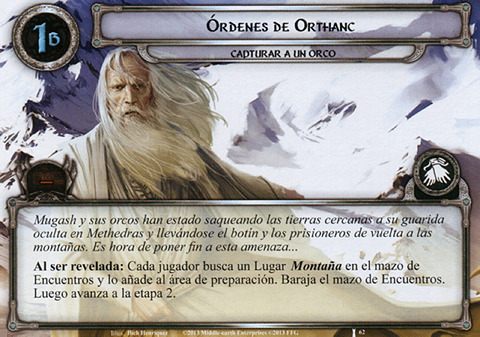 1B
ÓRDENES DE ORTHANC
CAPTURAR A UN ORCO
Mugash y sus orcos han estado saqueando las tierras cercanas a su guarida
oculta en Methedras y llevándose el botín y los prisioneros de vuelta a las
montañas. Es hora de poner fin a esta amenaza...
Al ser revelada: Cada jugador busca un Lugar Montaña en el mazo de
Encuentros y lo añade al área de preparación. Baraja el mazo de Encuentros.
Luego avanza a la etapa 2.
Ilus.: Rich Henriquez ©2013 Middle-earth Enterprises ©2013 FFG 62